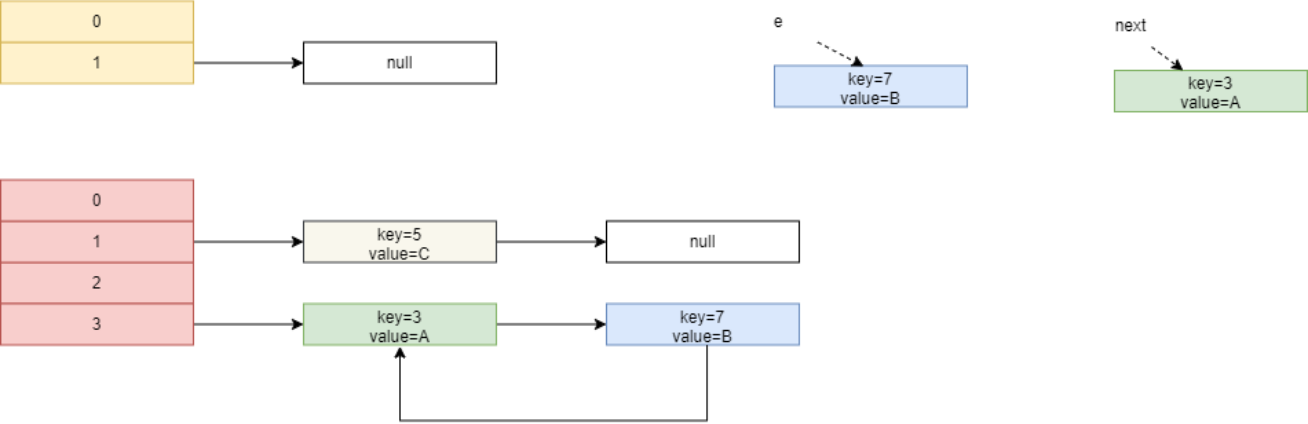 0
1
null
e
key=7
value=B
next
key=3
value=A
0
1
key=5
value=C
null
2
3
key=3
value=A
key=7
value=B